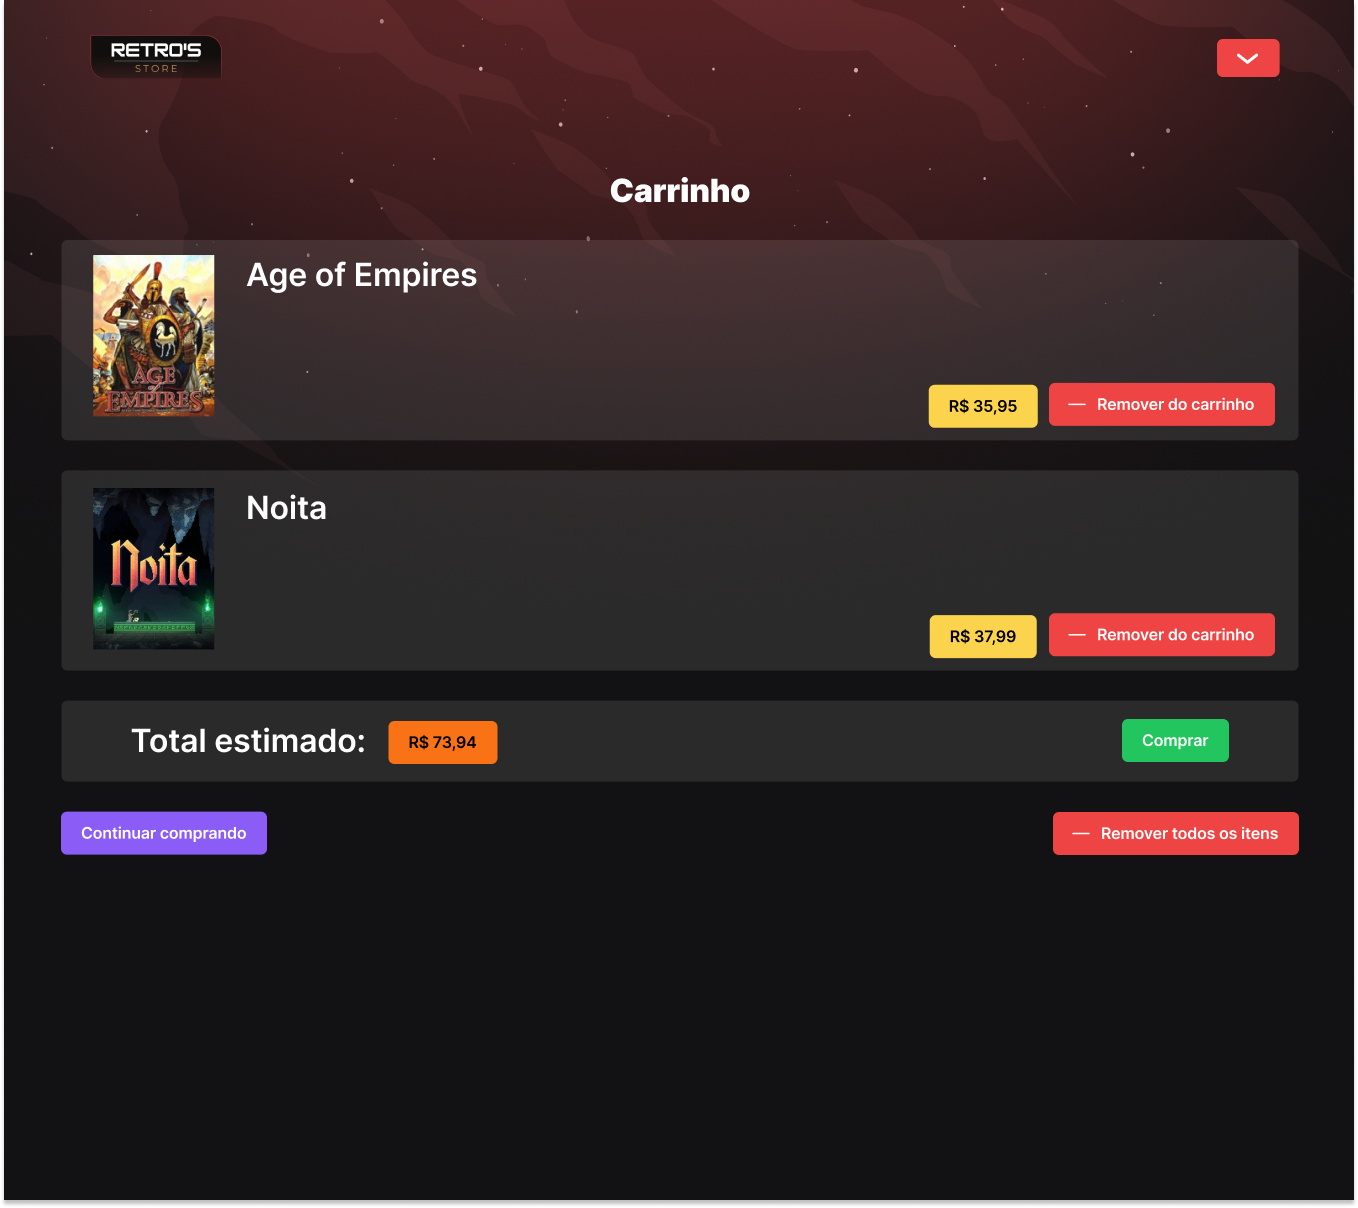 RETRO'S
STORE
Carrinho
Age of Empires
AGE
of
EMPIRES
R$ 35,95
Remover do carrinho
Noita
Noita
R$ 37,99
Remover do carrinho
Total estimado:
R$ 73,94
Comprar
Continuar comprando
Remover todos os itens